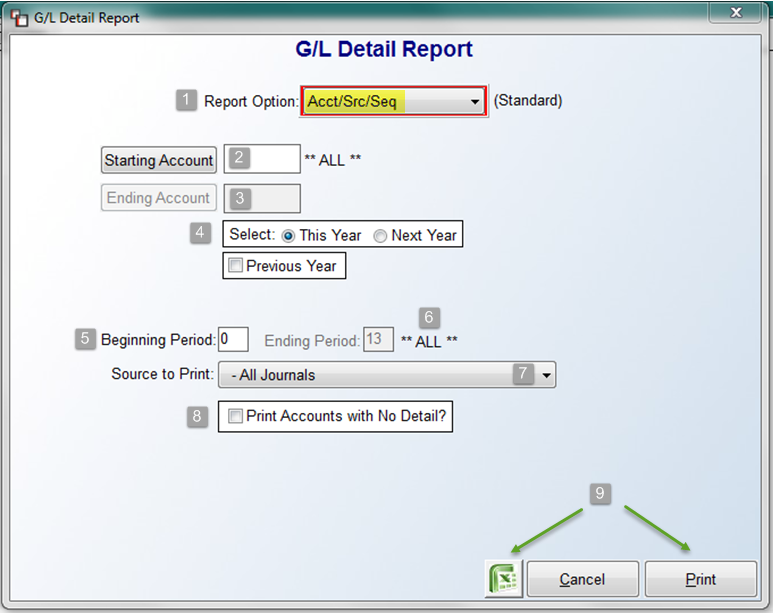 G/L Detail Report
x
G/L Detail Report
1 Report Option: Acct/Src/Seq (Standard)
Starting Account 2 ** ALL **
Ending Account 3
4 Select: This Year Next Year
Previous Year
6
5 Beginning Period: 0 Ending Period: 13 ** ALL **
Source to Print: - All Journals 7
8 Print Accounts with No Detail?
9
Cancel Print